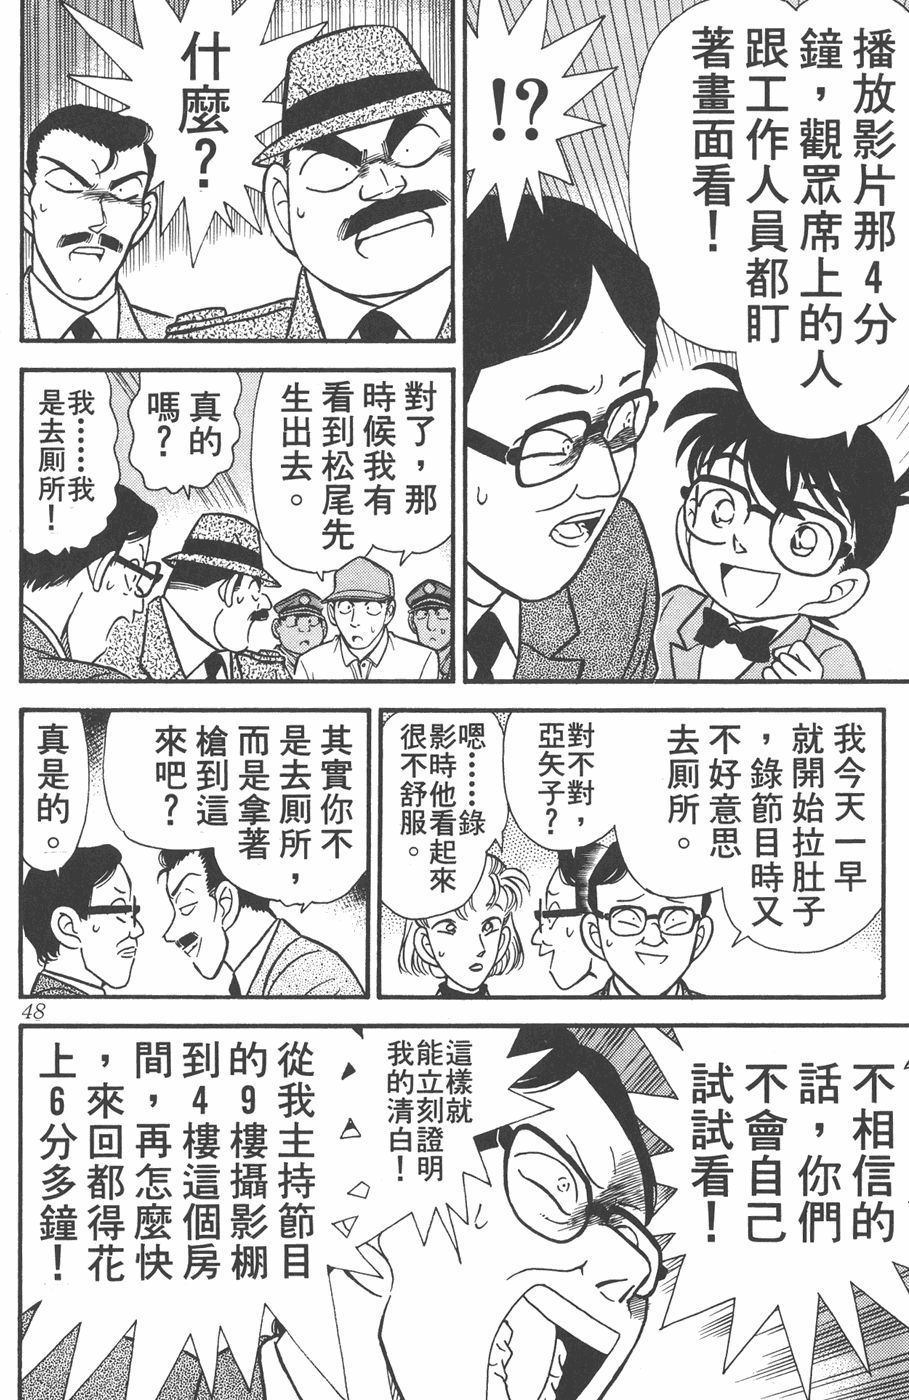 播放影片那4分
鐘，觀眾席上的人
跟工作人員都盯
著畫面看！
!?
什麼？
對了，那
時候我有
看到松尾先
生出去。
真的
嗎？
我……我
是去廁所！
我今天一早
就開始拉肚子
，錄節目時又
不好意思
去廁所。
對不對，
亞矢子？
嗯……錄
影時他看起來
很不舒服。
其實你不
是去廁所，
而是拿著
槍到這
來吧？
真是的。
48
不相信的
話，你們
不會自己
試試看！
這樣就
能立刻證明
我的清白！
從我主持節目
的9樓攝影棚
到4樓這個房
間，再怎麼快
，來回都得花
上6分多鐘！